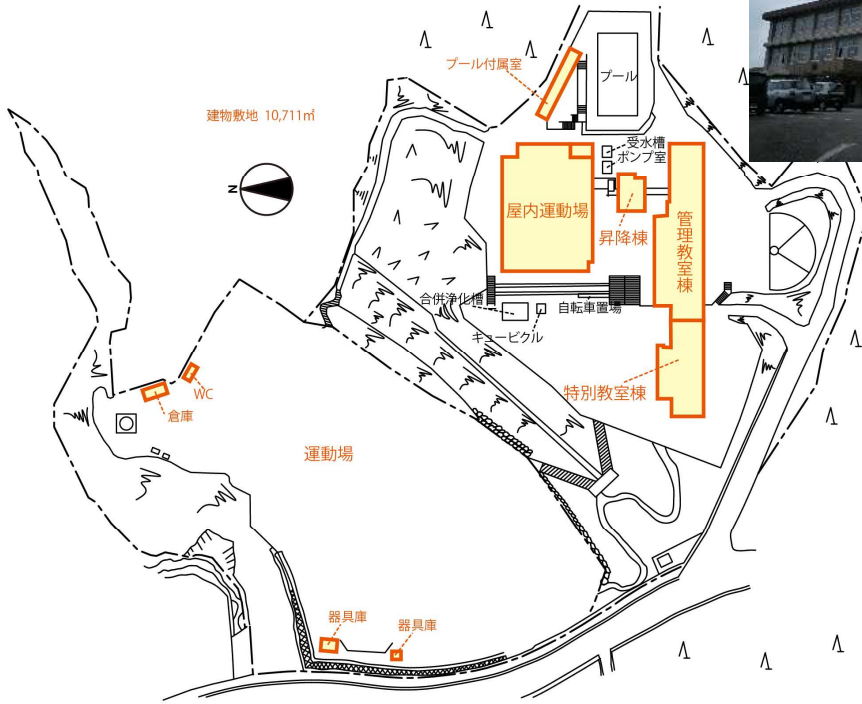 プール付属室
プール
建物敷地 10,711㎡
受水槽
ポンプ室
N
屋内運動場
昇降棟
管理教室棟
合併浄化槽
自転車置場
キュービクル
特別教室棟
WC
倉庫
運動場
器具庫
器具庫